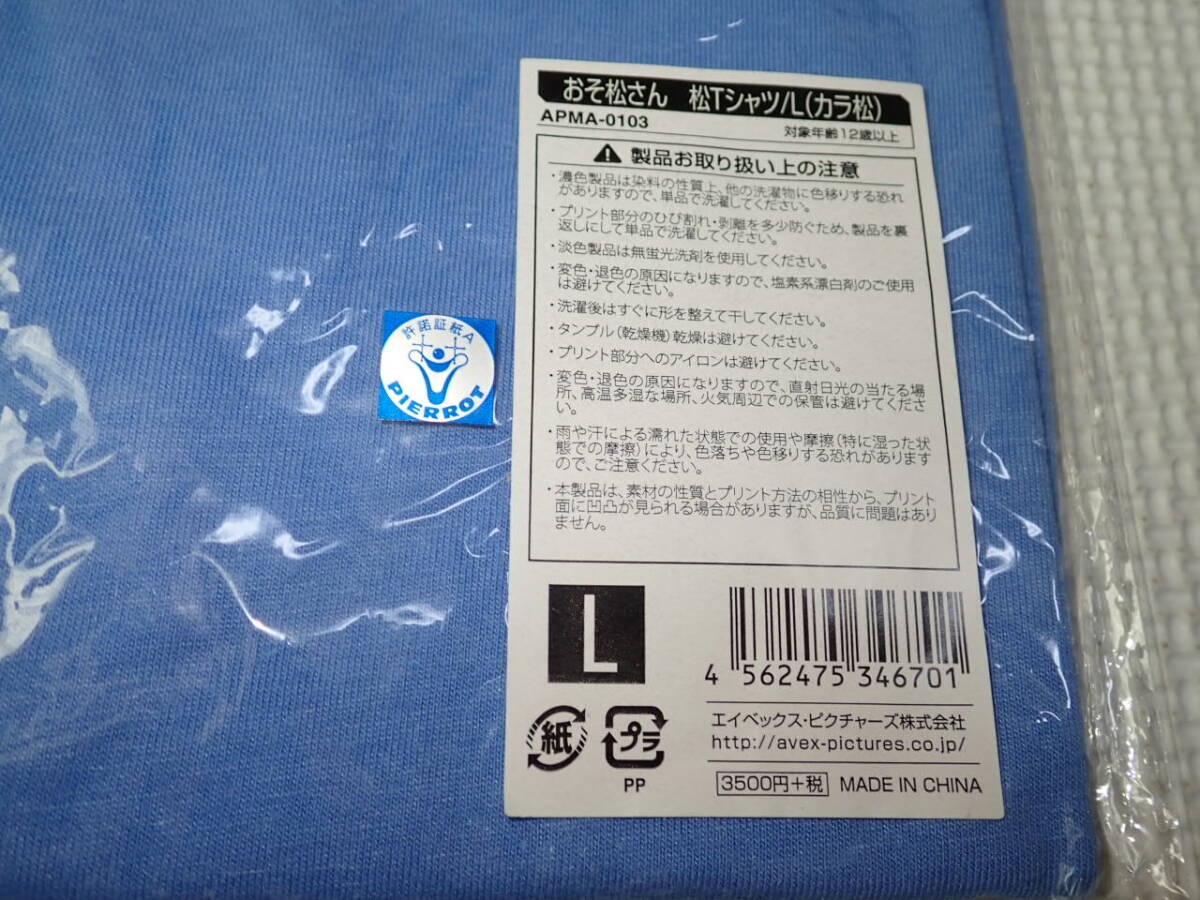 おそ松さん 松Tシャツ/L(カラ松)
APMA-0103
対象年齢12歳以上
製品お取り扱い上の注意
・濃色製品は染料の性質上、他の洗濯物に色移りする恐れ
がありますので、単品で洗濯してください。
・プリント部分のひび割れ・剥離を多少防ぐため、製品を裏
返しにして単品で洗濯してください。
・淡色製品は無蛍光洗剤を使用してください。
・変色・退色の原因になりますので、塩素系漂白剤のご使用
は避けてください。
・洗濯後はすぐに形を整えて干してください。
・タンブル(乾燥機)乾燥は避けてください。
・プリント部分へのアイロンは避けてください。
・変色・退色の原因になりますので、直射日光の当たる場
所、高温多湿な場所、火気周辺での保管は避けてくださ
い。
・雨や汗による濡れた状態での使用や摩擦(特に湿った状
態での摩擦)により、色落ちや色移りする恐れがあります
ので、ご注意ください。
・本製品は、素材の性質とプリント方法の相性から、プリント
面に凹凸が見られる場合がありますが、品質に問題はあり
ません。
許諾証紙A
PIERROT
L
4 562475 346701
紙
プラ
PP
エイベックス・ピクチャーズ株式会社
http://avex-pictures.co.jp/
3500円+税 MADE IN CHINA